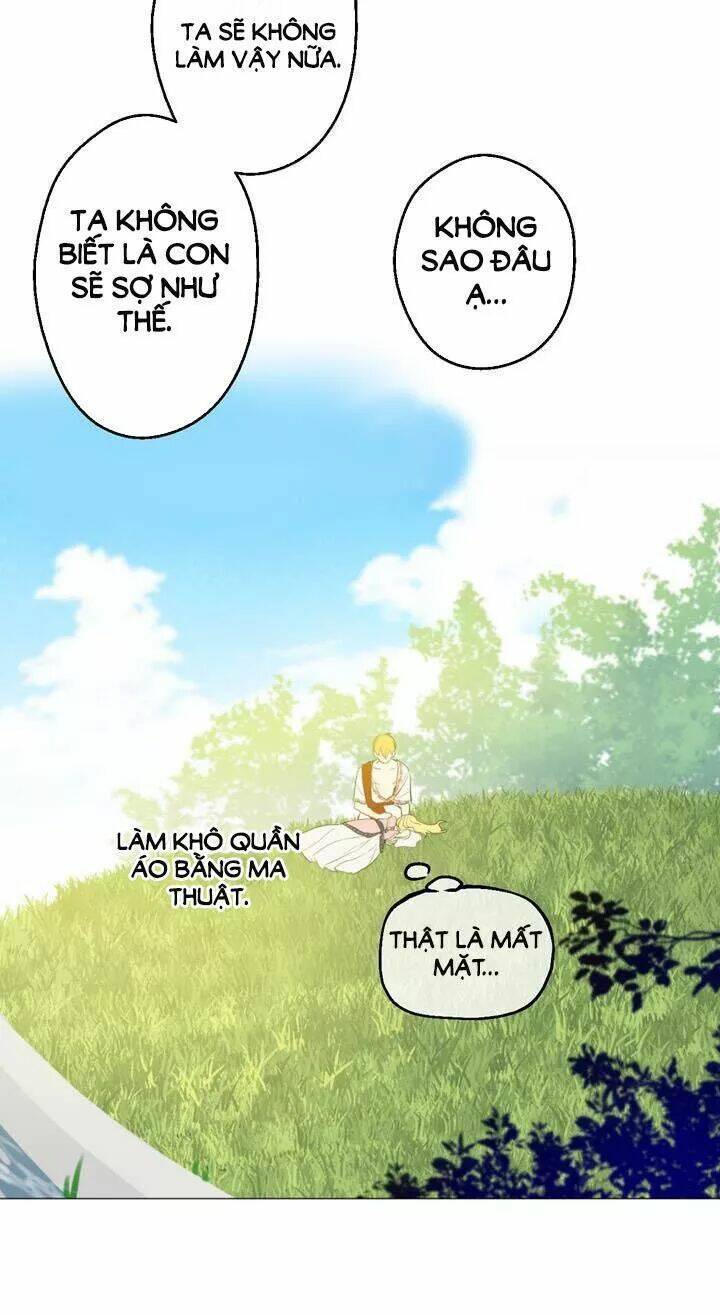 TA SẼ KHÔNG
LÀM VẬY NỮA.
TA KHÔNG
BIẾT LÀ CON
SẼ SỢ NHƯ
THẾ.
KHÔNG
SAO ĐÂU
Ạ...
LÀM KHÔ QUẦN
ÁO BẰNG MA
THUẬT.
THẬT LÀ MẤT
MẶT...